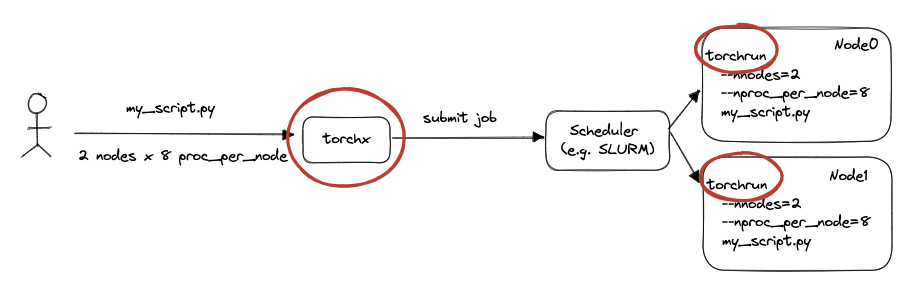 my_script.py
2 nodes x 8 proc_per_node
torchx
submit job
Scheduler
(e.g. SLURM)
Node0
torchrun
--nnodes=2
--nproc_per_node=8
my_script.py
Node1
torchrun
--nnodes=2
--nproc_per_node=8
my_script.py